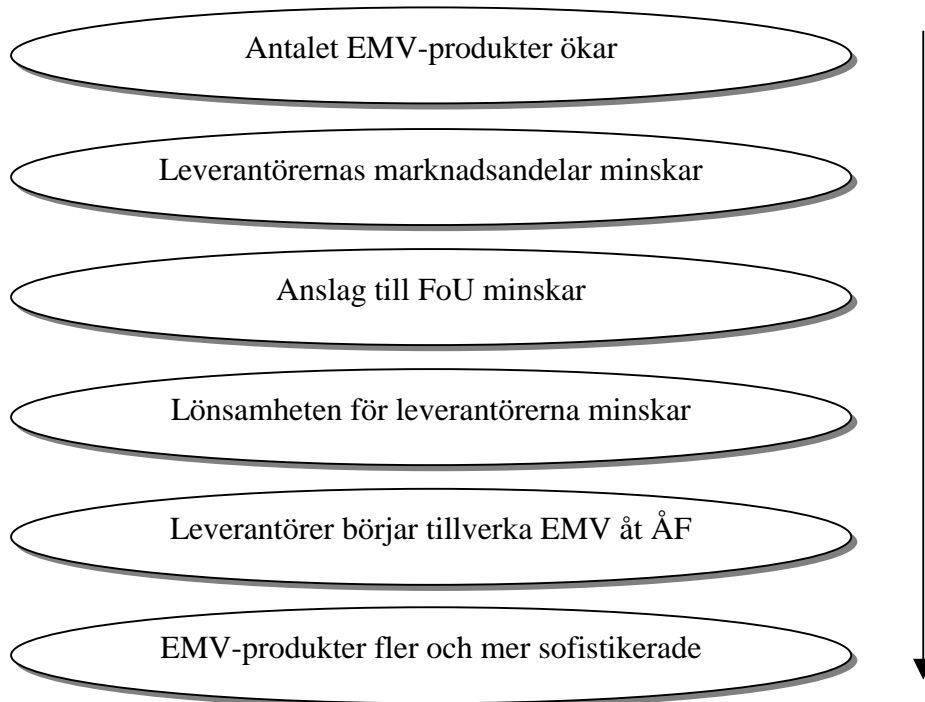 Antalet EMV-produkter ökar
Leverantörernas marknadsandelar minskar
Anslag till FoU minskar
Lönsamheten för leverantörerna minskar
Leverantörer börjar tillverka EMV åt ÅF
EMV-produkter fler och mer sofistikerade